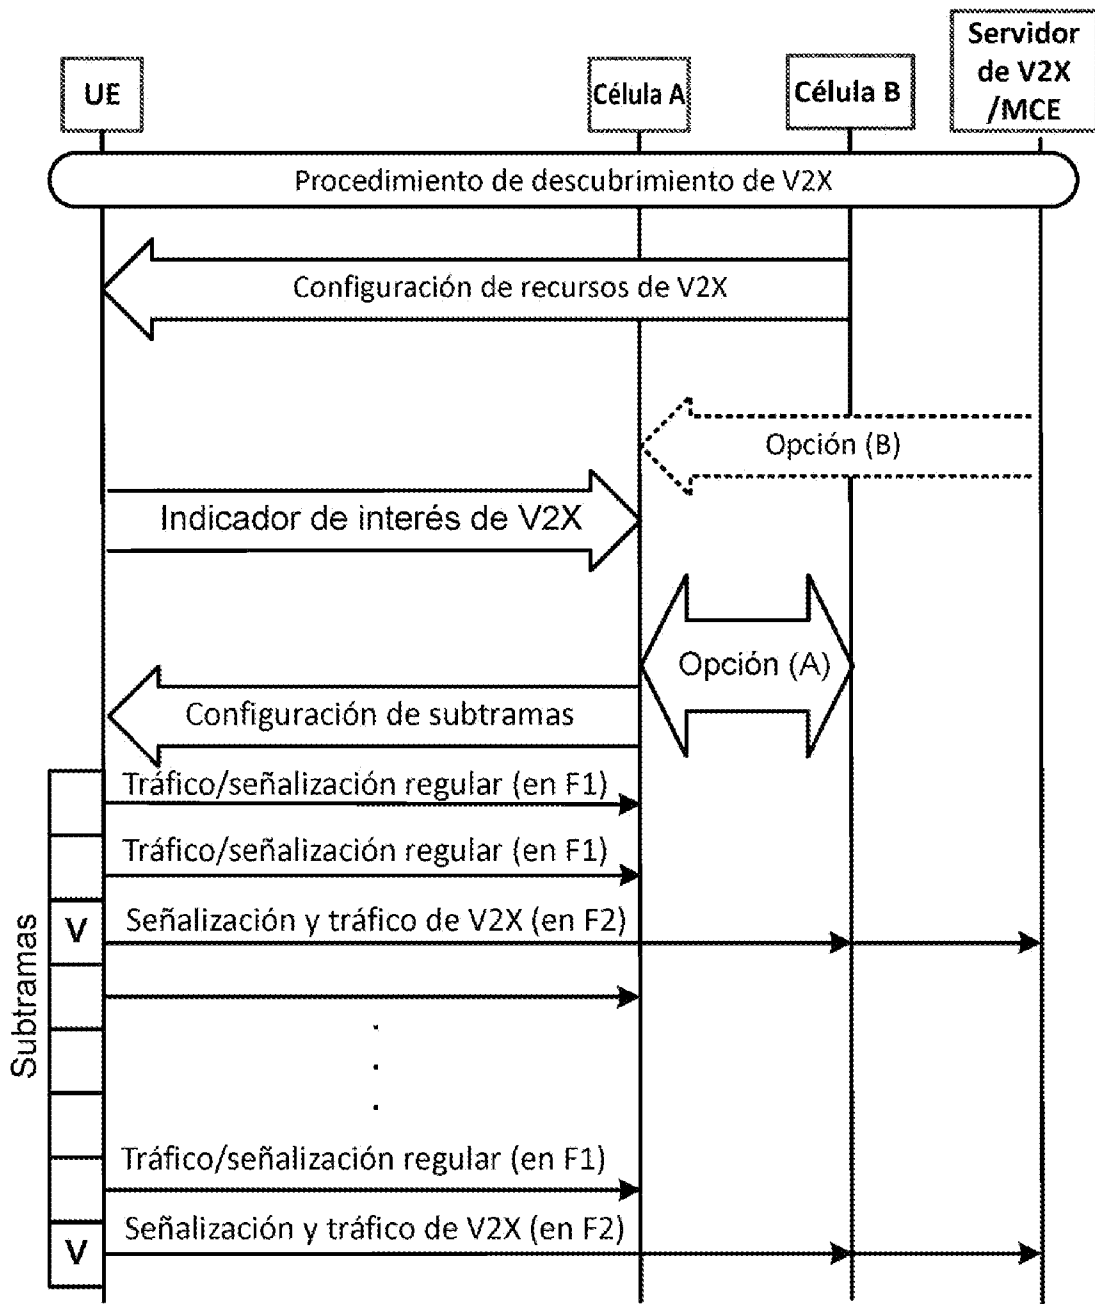 UE
Célula A
Célula B
Servidor
de V2X
/MCE
Procedimiento de descubrimiento de V2X
Configuración de recursos de V2X
Opción (B)
Indicador de interés de V2X
Opción (A)
Configuración de subtramas
Tráfico/señalización regular (en F1)
Tráfico/señalización regular (en F1)
V
Señalización y tráfico de V2X (en F2)
Subtramas
Tráfico/señalización regular (en F1)
V
Señalización y tráfico de V2X (en F2)